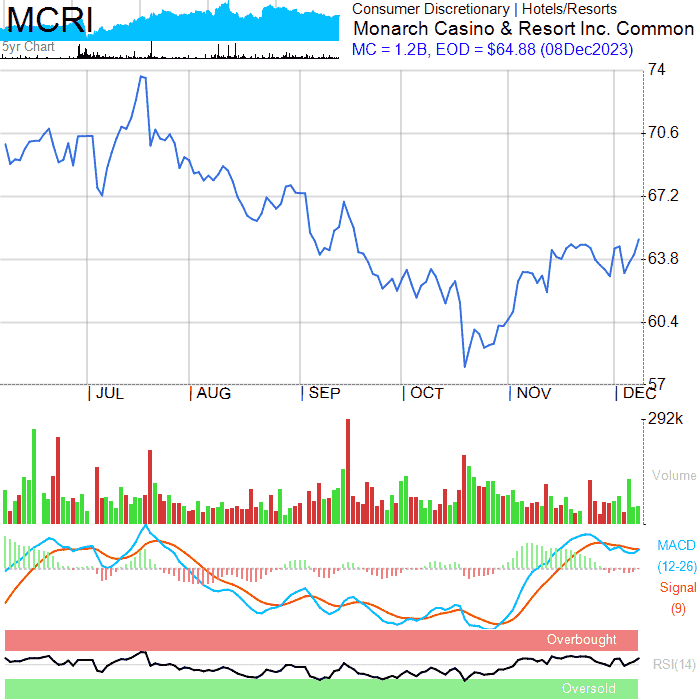 MCRI
5yr Chart
Consumer Discretionary | Hotels/Resorts
Monarch Casino & Resort Inc. Common
MC = 1.2B, EOD = $64.88 (08Dec2023)
74
70.6
67.2
63.8
60.4
57
JUL
AUG
SEP
OCT
NOV
DEC
292k
Volume
MACD
(12-26)
Signal
(9)
Overbought
RSI(14)
Oversold